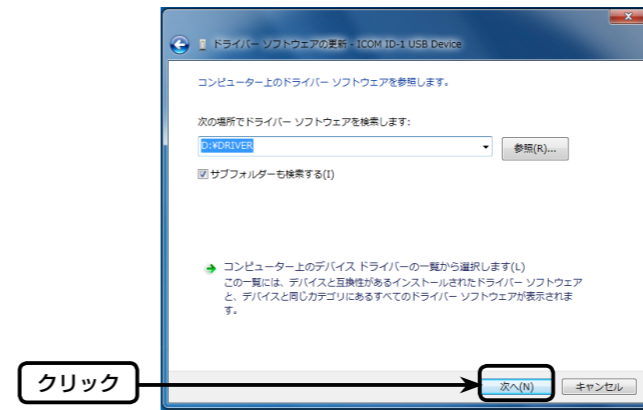 ドライバー ソフトウェアの更新 - ICOM ID-1 USB Device
コンピューター上のドライバー ソフトウェアを参照します。
次の場所でドライバー ソフトウェアを検索します:
D:¥DRIVER
参照(R)...
サブフォルダーも検索する(I)
コンピューター上のデバイス ドライバーの一覧から選択します(L)
この一覧には、デバイスと互換性があるインストールされたドライバー ソフトウェア
と、デバイスと同じカテゴリにあるすべてのドライバー ソフトウェアが表示されま
す。
クリック
次へ(N)
キャンセル